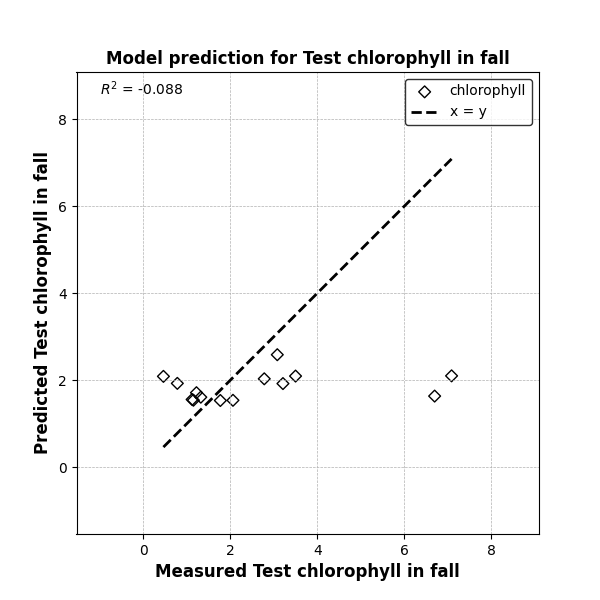 Model prediction for Test chlorophyll in fall
R² = -0.088
chlorophyll
x = y
8
6
4
2
0
Predicted Test chlorophyll in fall
0 2 4 6 8
Measured Test chlorophyll in fall